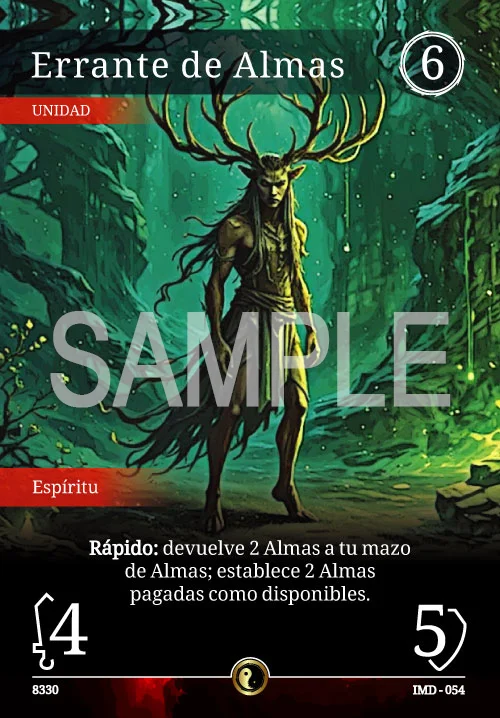 Errante de Almas
6
UNIDAD
SAMPLE
Espíritu
Rápido: devuelve 2 Almas a tu mazo
de Almas; establece 2 Almas
pagadas como disponibles.
4
5
8330
IMD - 054